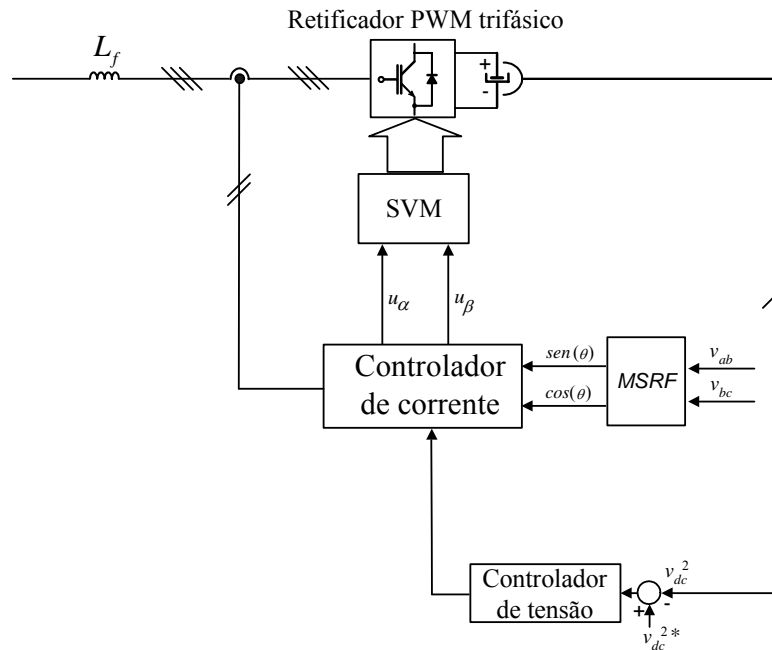 Retificador PWM trifásico
L_f
+
-
SVM
u_α
u_β
Controlador
de corrente
sen(θ)
cos(θ)
MSRF
v_ab
v_bc
Controlador
de tensão
v_dc^2
-
+
v_dc^2*